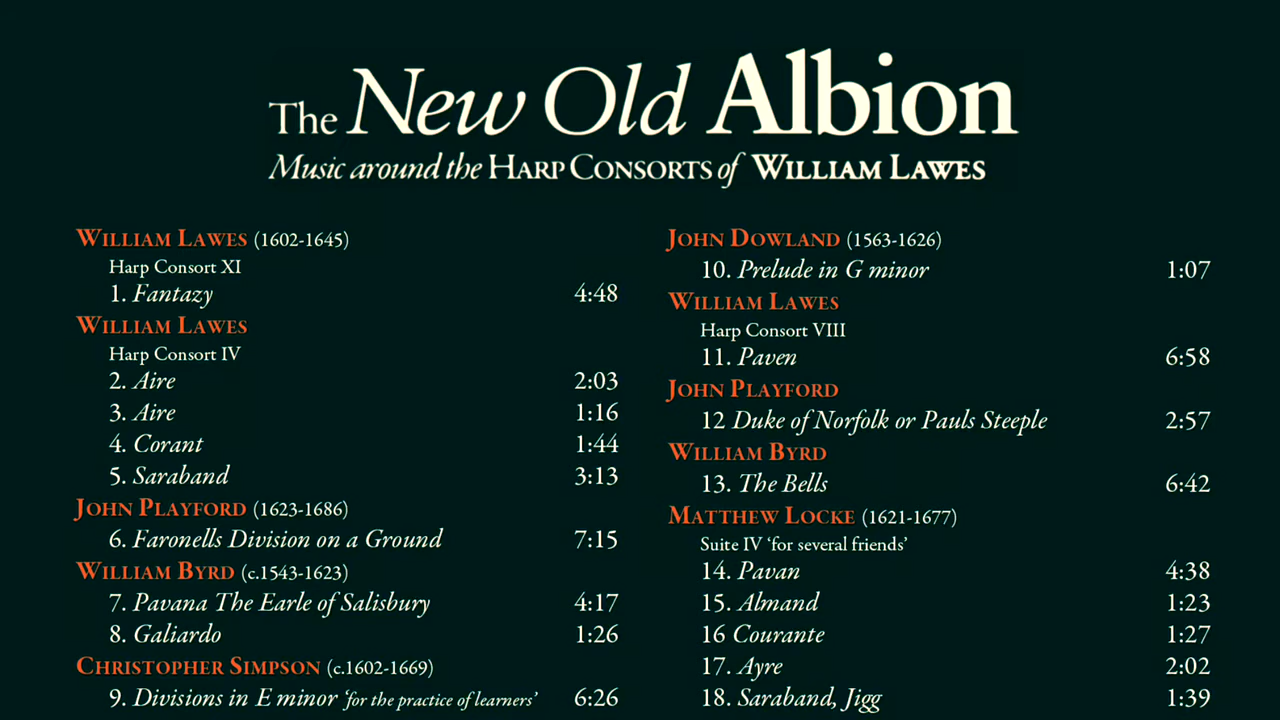 The New Old Albion
Music around the HARP CONSORTS of WILLIAM LAWES
WILLIAM LAWES (1602-1645)
Harp Consort XI
1. Fantazy 4:48
WILLIAM LAWES
Harp Consort IV
2. Aire 2:03
3. Aire 1:16
4. Corant 1:44
5. Saraband 3:13
JOHN PLAYFORD (1623-1686)
6. Faronells Division on a Ground 7:15
WILLIAM BYRD (c.1543-1623)
7. Pavana The Earle of Salisbury 4:17
8. Galiardo 1:26
CHRISTOPHER SIMPSON (c.1602-1669)
9. Divisions in E minor ‘for the practice of learners’ 6:26
JOHN DOWLAND (1563-1626)
10. Prelude in G minor 1:07
WILLIAM LAWES
Harp Consort VIII
11. Paven 6:58
JOHN PLAYFORD
12 Duke of Norfolk or Pauls Steeple 2:57
WILLIAM BYRD
13. The Bells 6:42
MATTHEW LOCKE (1621-1677)
Suite IV ‘for several friends’
14. Pavan 4:38
15. Almand 1:23
16 Courante 1:27
17. Ayre 2:02
18. Saraband, Jigg 1:39